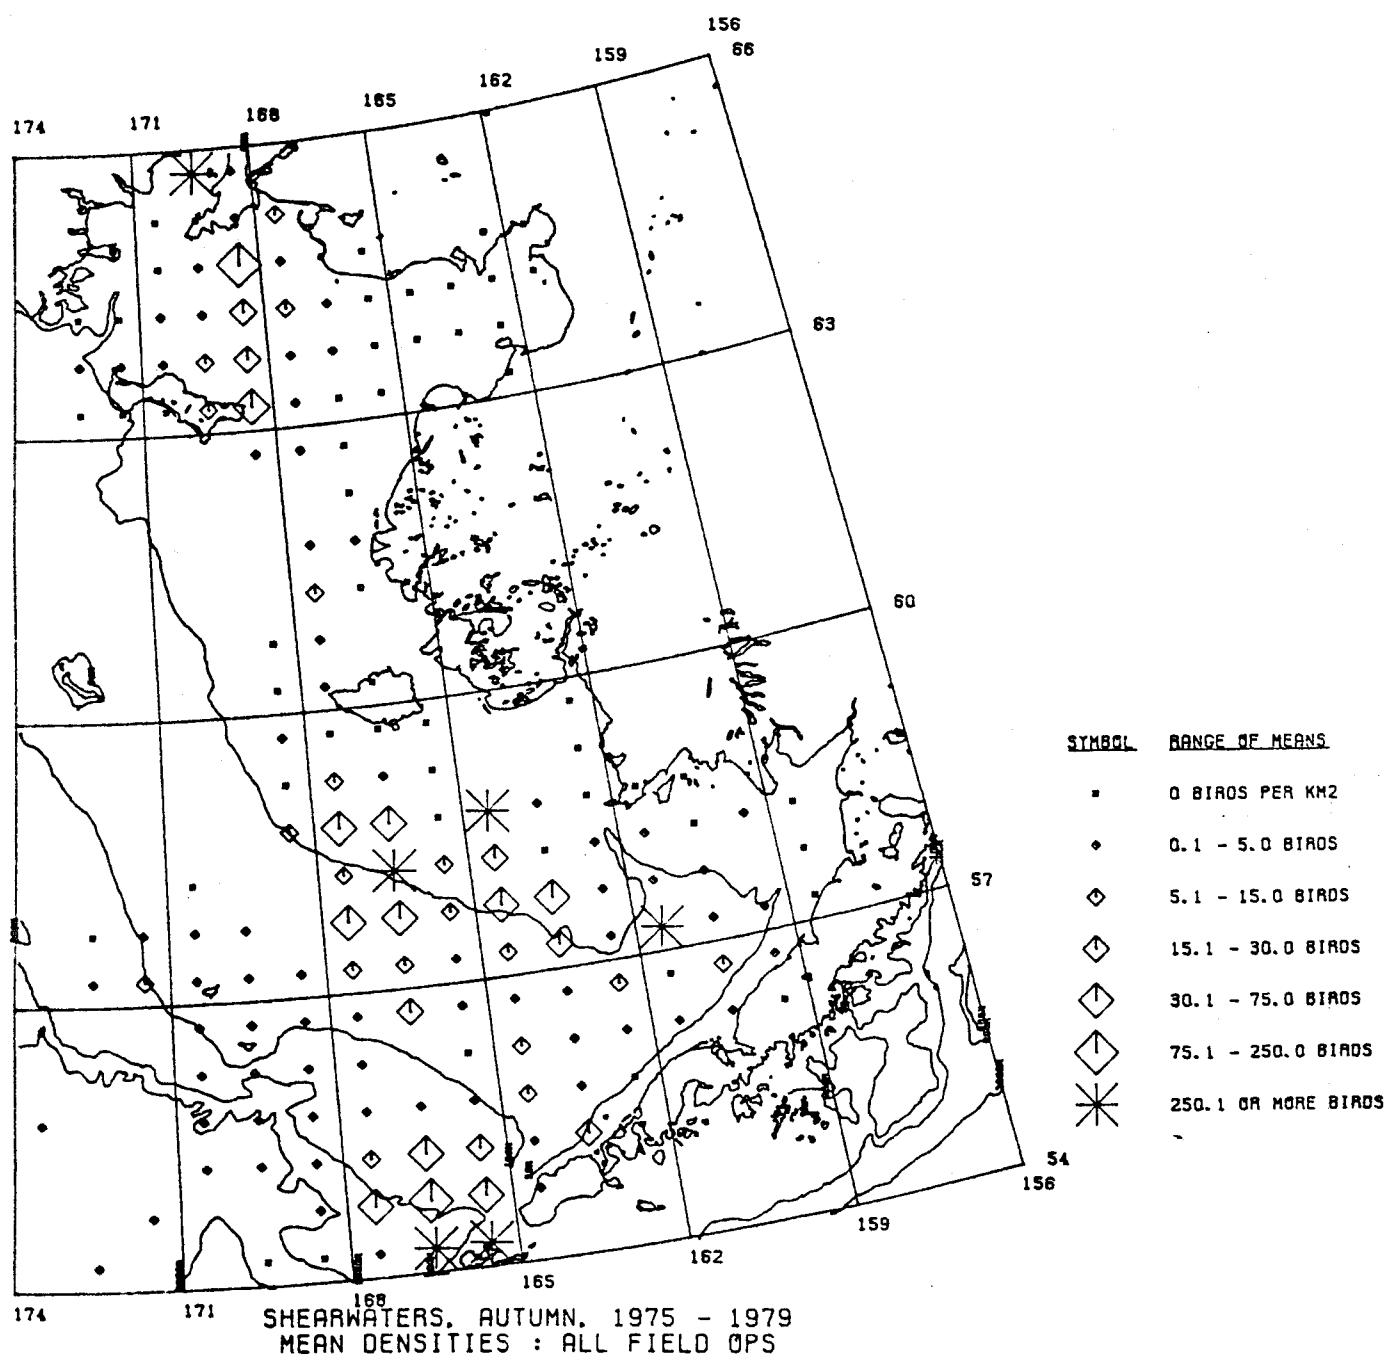 156
66
159
162
165
168
171
174
63
60
57
SYMBOL RANGE OF MEANS
0 BIRDS PER KM2
0.1 - 5.0 BIRDS
5.1 - 15.0 BIRDS
15.1 - 30.0 BIRDS
30.1 - 75.0 BIRDS
75.1 - 250.0 BIRDS
250.1 OR MORE BIRDS
54
156
159
162
165
168
171
174
SHEARWATERS, AUTUMN, 1975 - 1979
MEAN DENSITIES : ALL FIELD OPS